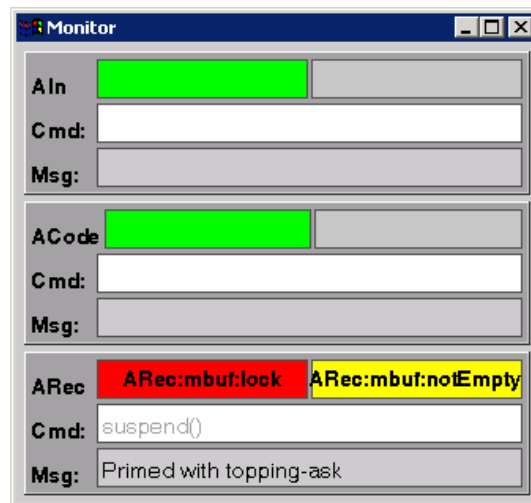 Monitor
AIn
Cmd:
Msg:
ACode
Cmd:
Msg:
ARec ARec:mbuf:lock ARec:mbuf:notEmpty
Cmd: suspend()
Msg: Primed with topping-ask